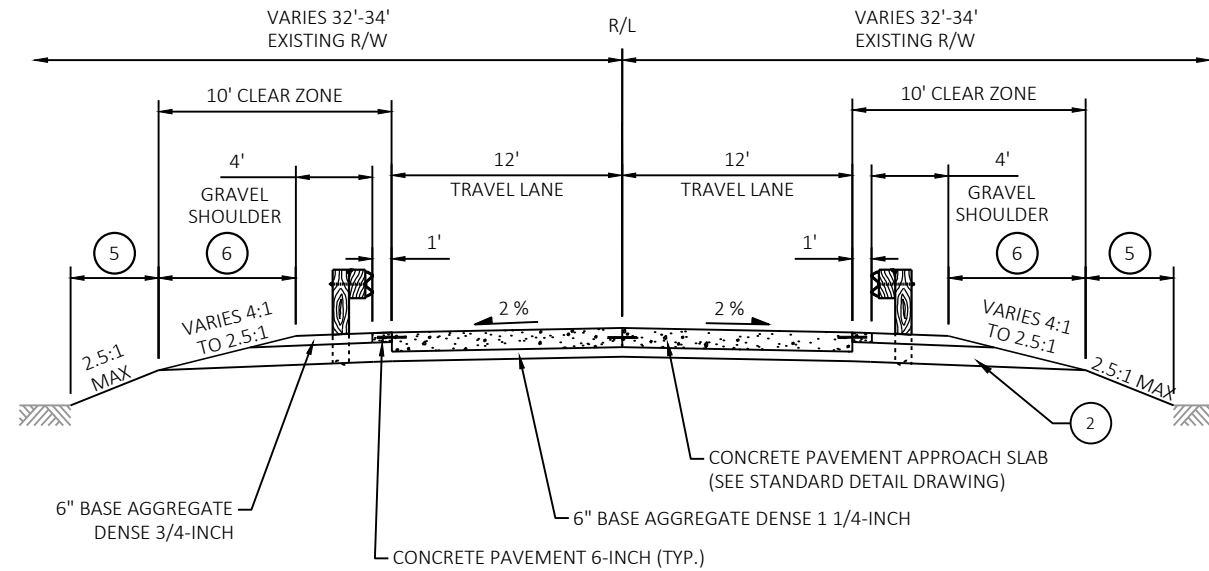 VARIES 32'-34'
EXISTING R/W
R/L
VARIES 32'-34'
EXISTING R/W
10' CLEAR ZONE
10' CLEAR ZONE
4'
GRAVEL
SHOULDER
12'
TRAVEL LANE
12'
TRAVEL LANE
4'
GRAVEL
SHOULDER
5
6
1'
1'
6
5
VARIES 4:1
TO 2.5:1
2 %
2 %
VARIES 4:1
TO 2.5:1
2.5:1
MAX
2.5:1 MAX
2
CONCRETE PAVEMENT APPROACH SLAB
(SEE STANDARD DETAIL DRAWING)
6" BASE AGGREGATE
DENSE 3/4-INCH
6" BASE AGGREGATE DENSE 1 1/4-INCH
CONCRETE PAVEMENT 6-INCH (TYP.)